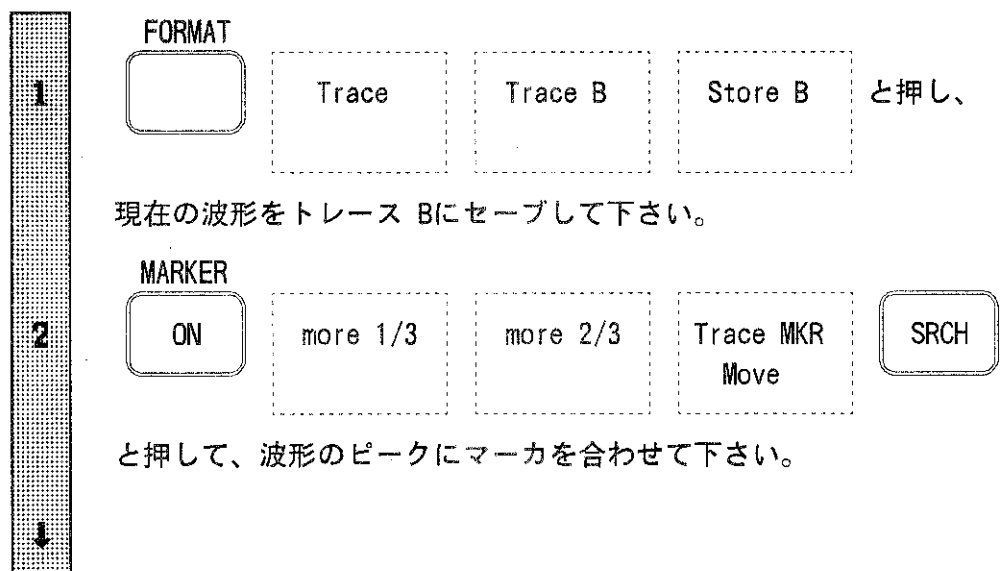 FORMAT
1 Trace Trace B Store B と押し、
現在の波形をトレース Bにセーブして下さい。
MARKER
2 ON more 1/3 more 2/3 Trace MKR Move SRCH
と押して、波形のピークにマーカを合わせて下さい。